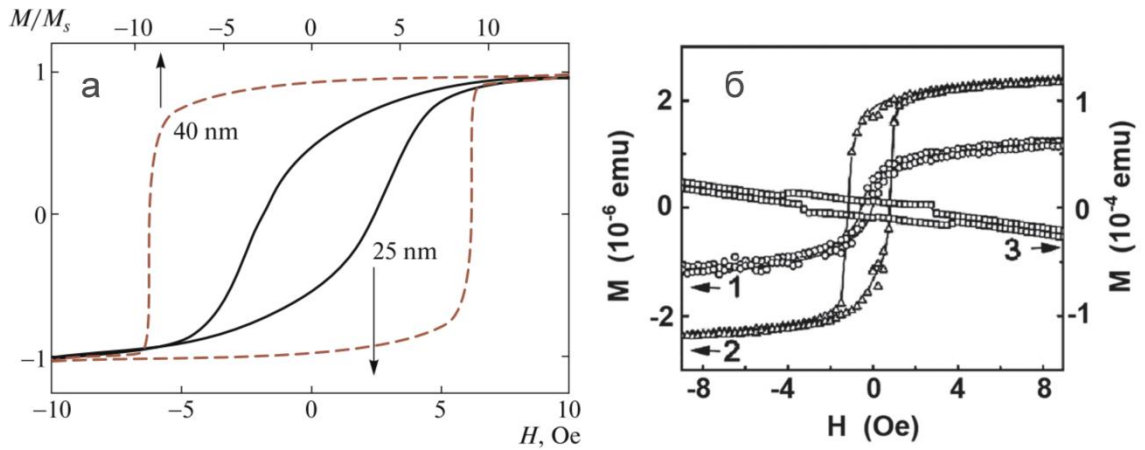 M/Ms −10 −5 0 5 10
а
1
40 nm
0
25 nm
−1
−10 −5 0 5 10
H, Oe
б
2
0
-2
M (10⁻⁶ emu)
1
0
-1
M (10⁻⁴ emu)
1
2
3
-8 -4 0 4 8
H (Oe)